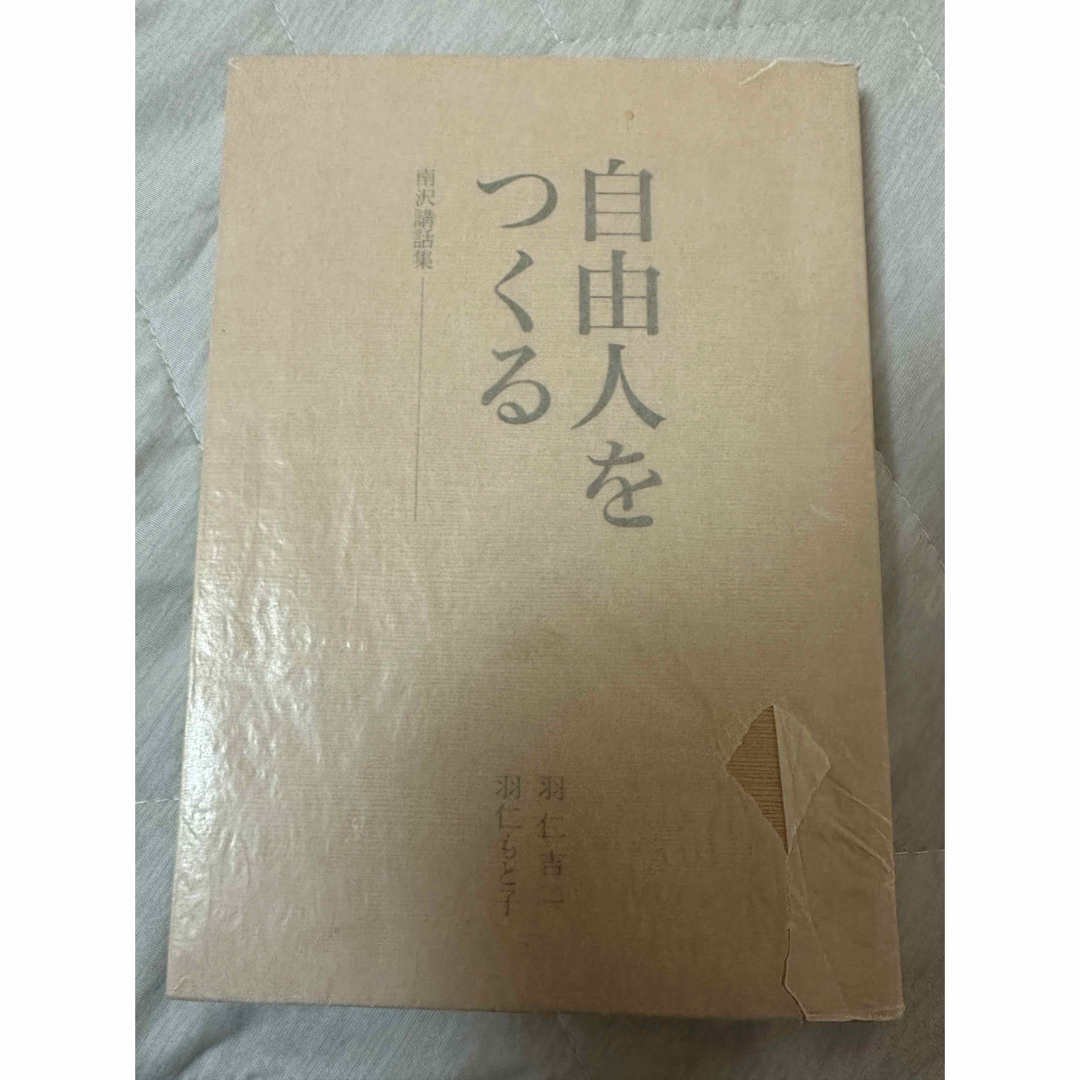 自由人を
つくる
南沢講話集
羽仁吉一
羽仁もと子